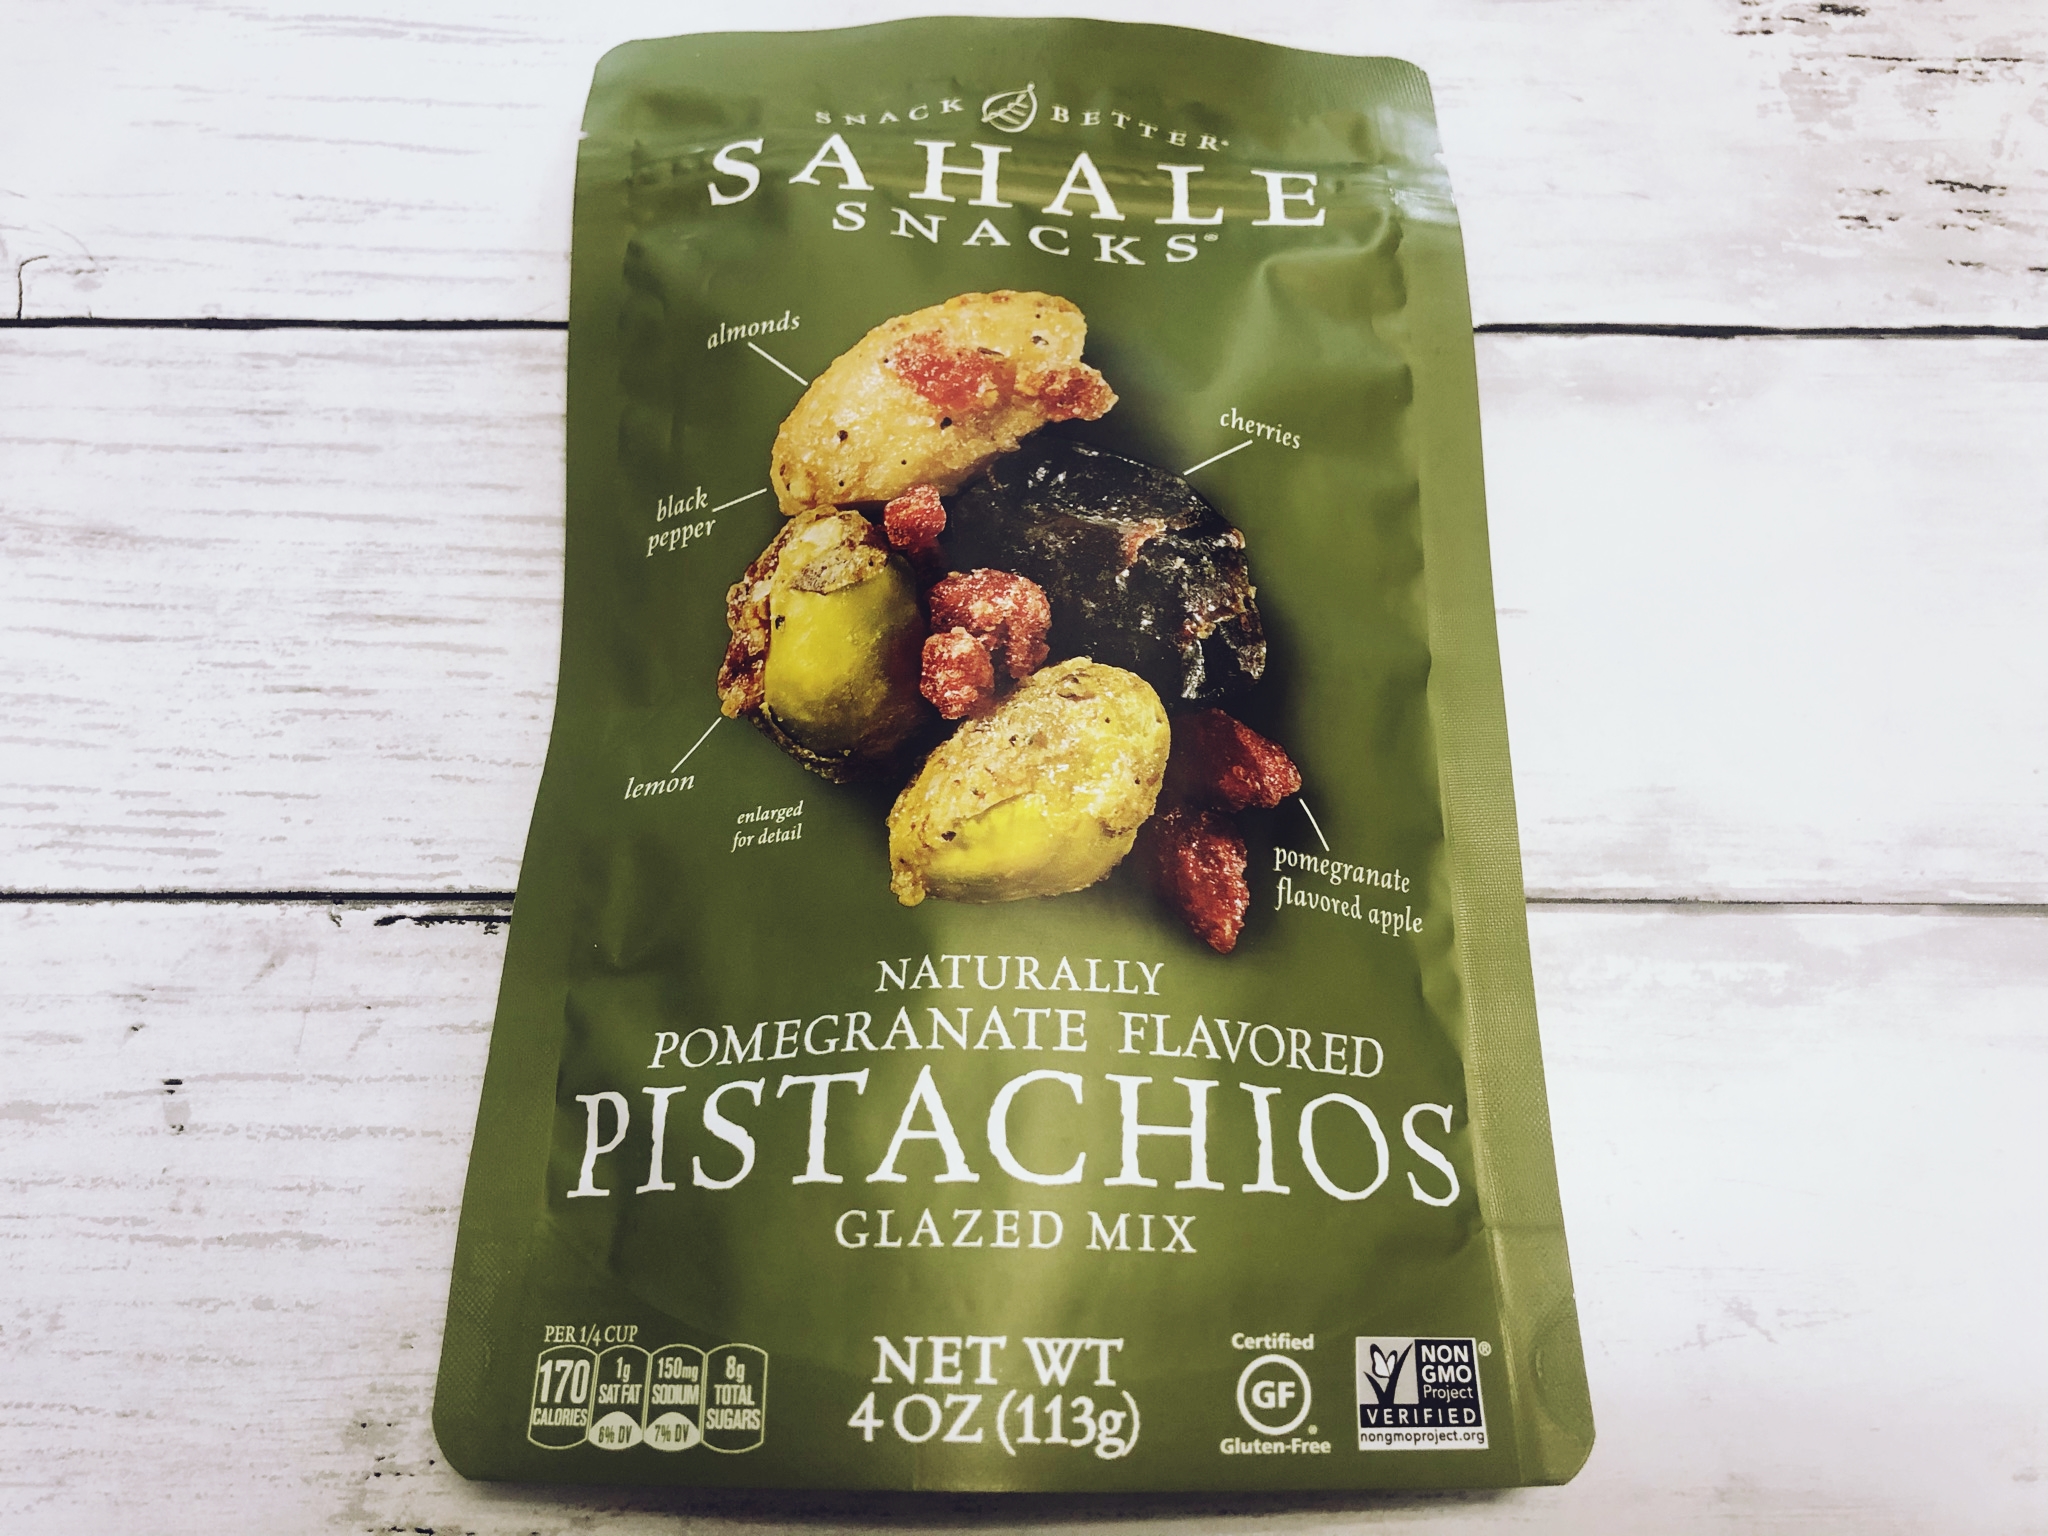 SNACK BETTER®
SAHALE
SNACKS®
almonds
cherries
black
pepper
lemon
enlarged
for detail
pomegranate
flavored apple
NATURALLY
POMEGRANATE FLAVORED
PISTACHIOS
GLAZED MIX
PER 1/4 CUP
170
CALORIES
1g
SAT FAT
6% DV
150mg
SODIUM
7% DV
8g
TOTAL
SUGARS
NET WT
4 OZ (113g)
Certified
GF
Gluten-Free
NON
GMO
Project
VERIFIED
nongmoproject.org